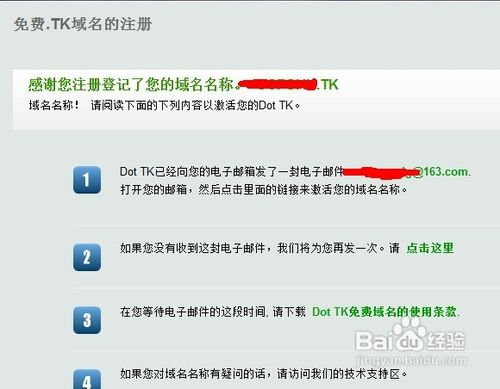 免费.TK域名的注册
感谢您注册登记了您的域名名称。 .TK
域名名称! 请阅读下面的下列内容以激活您的Dot TK。
1 Dot TK已经向您的电子邮箱发了一封电子邮件 g@163.com.
打开您的邮箱，然后点击里面的链接来激活您的域名名称。
2 如果您没有收到这封电子邮件，我们将为您再发一次。请 点击这里
3 在您等待电子邮件的这段时间, 请下载 Dot TK免费域名的使用条款.
4 如果您对域名名称有疑问的话，请访问我们的技术支持区。
Baidu经验
jingyan.baidu.com